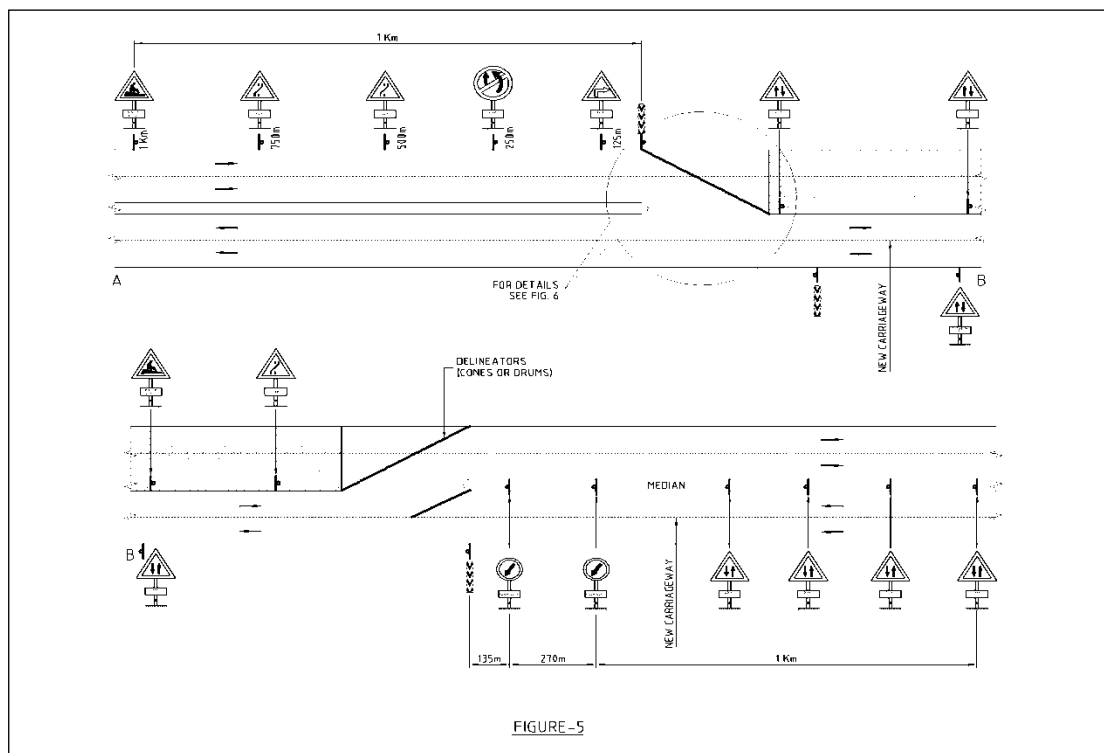 1 Km
1 Km
750m
500m
250m
125m
A
FOR DETAILS
SEE FIG. 6
NEW CARRIAGEWAY
B
DELINEATORS
(CONES OR DRUMS)
MEDIAN
B
NEW CARRIAGEWAY
135m
270m
1 Km
FIGURE-5